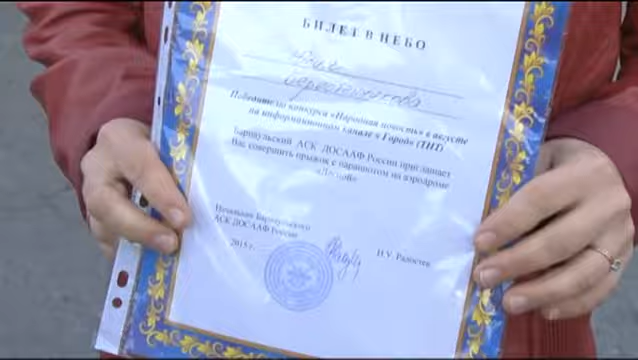 БИЛЕТ В НЕБО
Победителю конкурса «Народная новость» в августе
на информационном канале « Город» (ТНТ)
Барнаульский АСК ДОСААФ России приглашает
Вас совершить прыжок с парашютом на аэродроме
Начальник Барнаульского
АСК ДОСААФ России
2015 г.
Н.У.